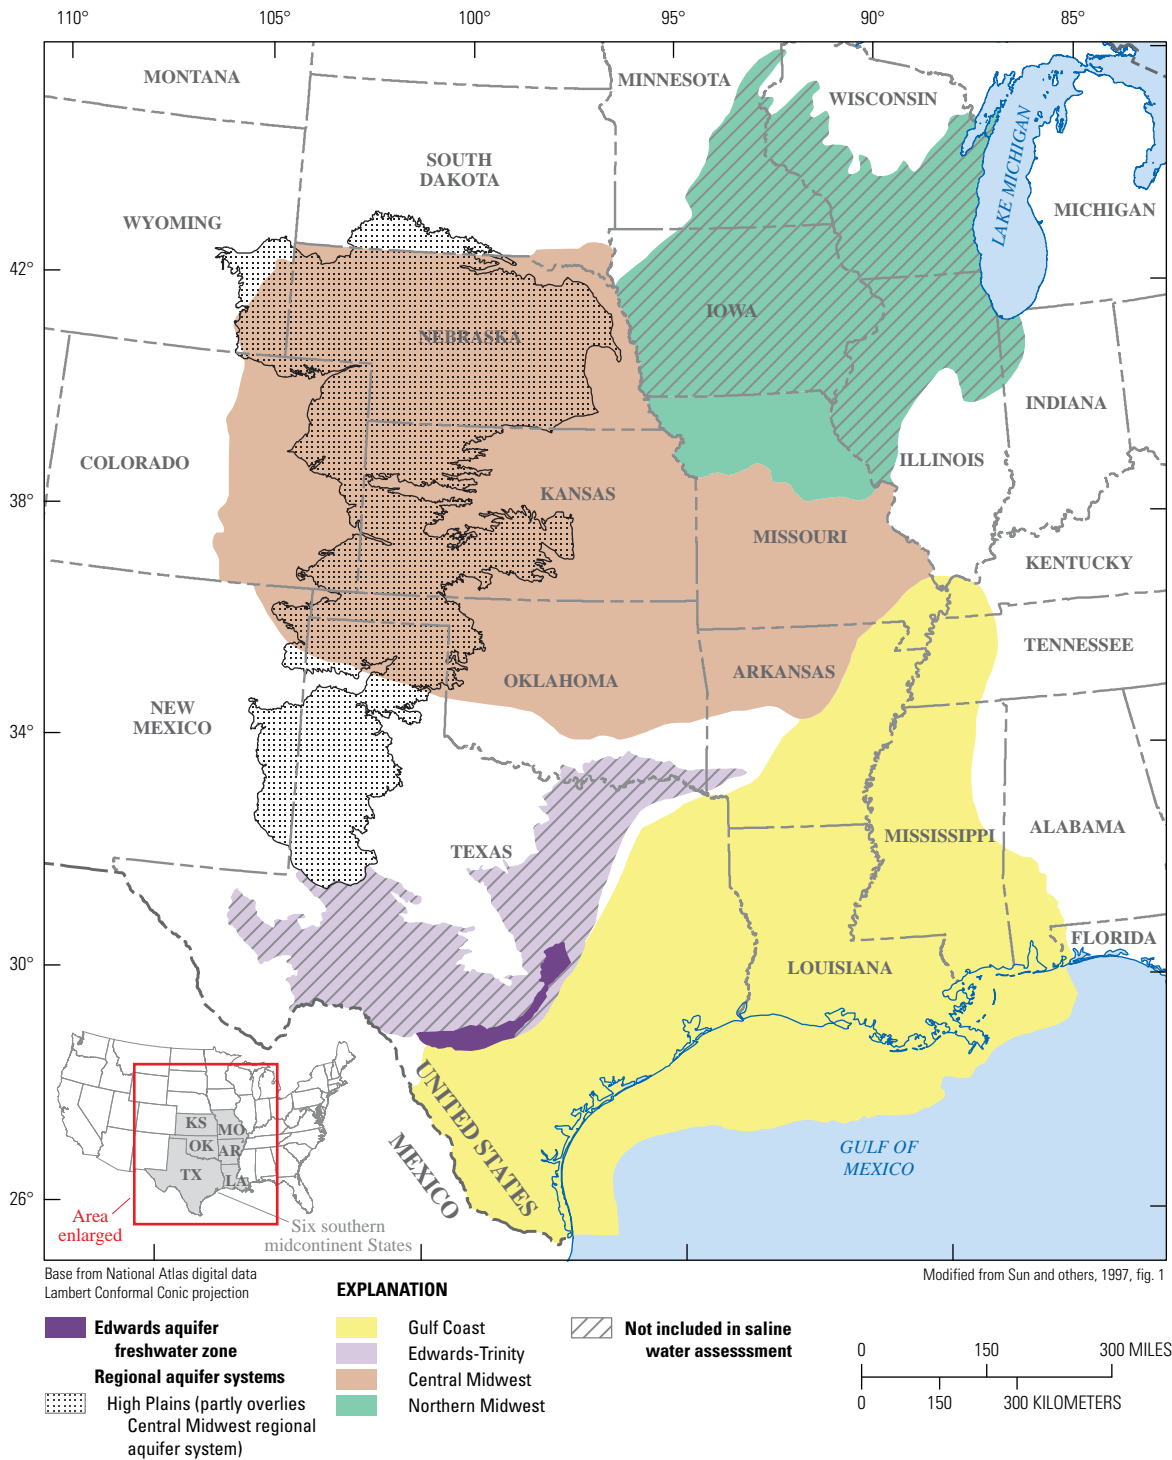 110°
105°
100°
95°
90°
85°
MONTANA
MINNESOTA
WISCONSIN
SOUTH
DAKOTA
LAKE MICHIGAN
WYOMING
MICHIGAN
42°
NEBRASKA
IOWA
INDIANA
COLORADO
ILLINOIS
38°
KANSAS
MISSOURI
KENTUCKY
TENNESSEE
OKLAHOMA
ARKANSAS
NEW
MEXICO
34°
TEXAS
MISSISSIPPI
ALABAMA
FLORIDA
30°
LOUISIANA
UNITED STATES
MEXICO
GULF OF
MEXICO
26°
KS
MO
OK
AR
TX
LA
Area
enlarged
Six southern
midcontinent States
Base from National Atlas digital data
Lambert Conformal Conic projection
Modified from Sun and others, 1997, fig. 1
EXPLANATION
Edwards aquifer
freshwater zone
Regional aquifer systems
High Plains (partly overlies
Central Midwest regional
aquifer system)
Gulf Coast
Edwards-Trinity
Central Midwest
Northern Midwest
Not included in saline
water assesssment
0 150 300 MILES
0 150 300 KILOMETERS